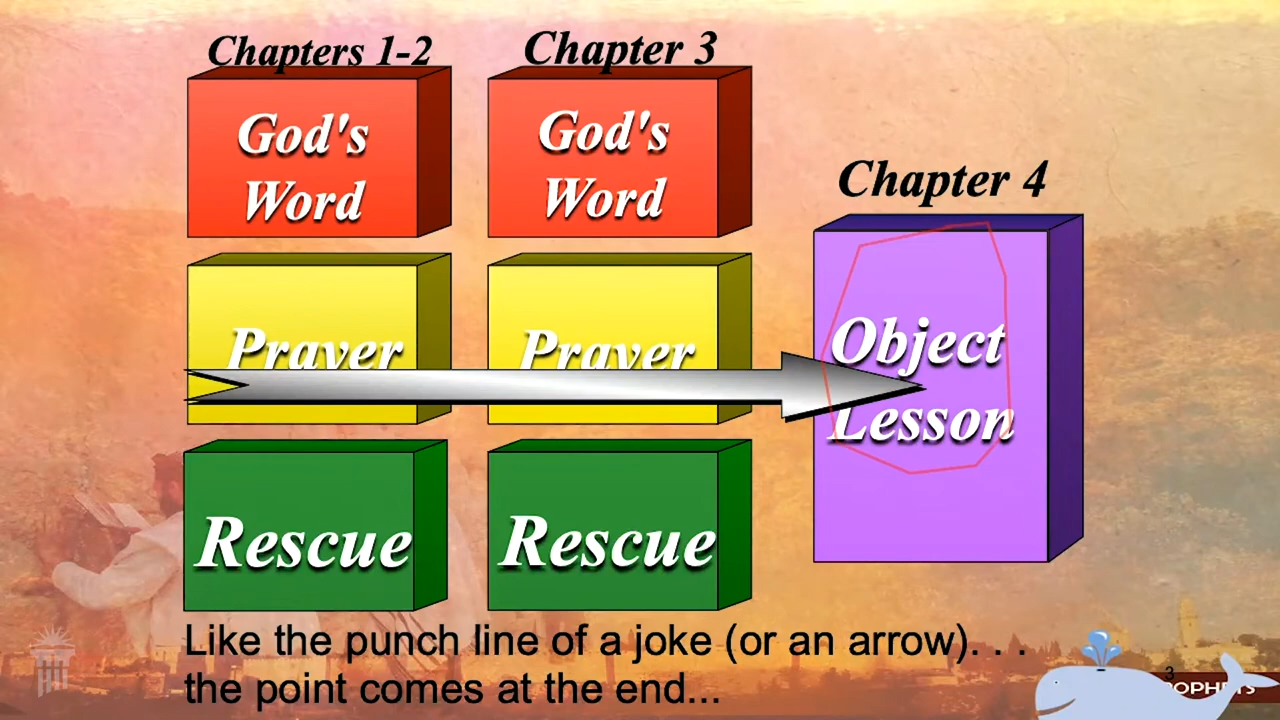 Chapters 1-2
God's
Word
Prayer
Rescue
Chapter 3
God's
Word
Prayer
Rescue
Chapter 4
Object
Lesson
Like the punch line of a joke (or an arrow). . .
the point comes at the end...
3